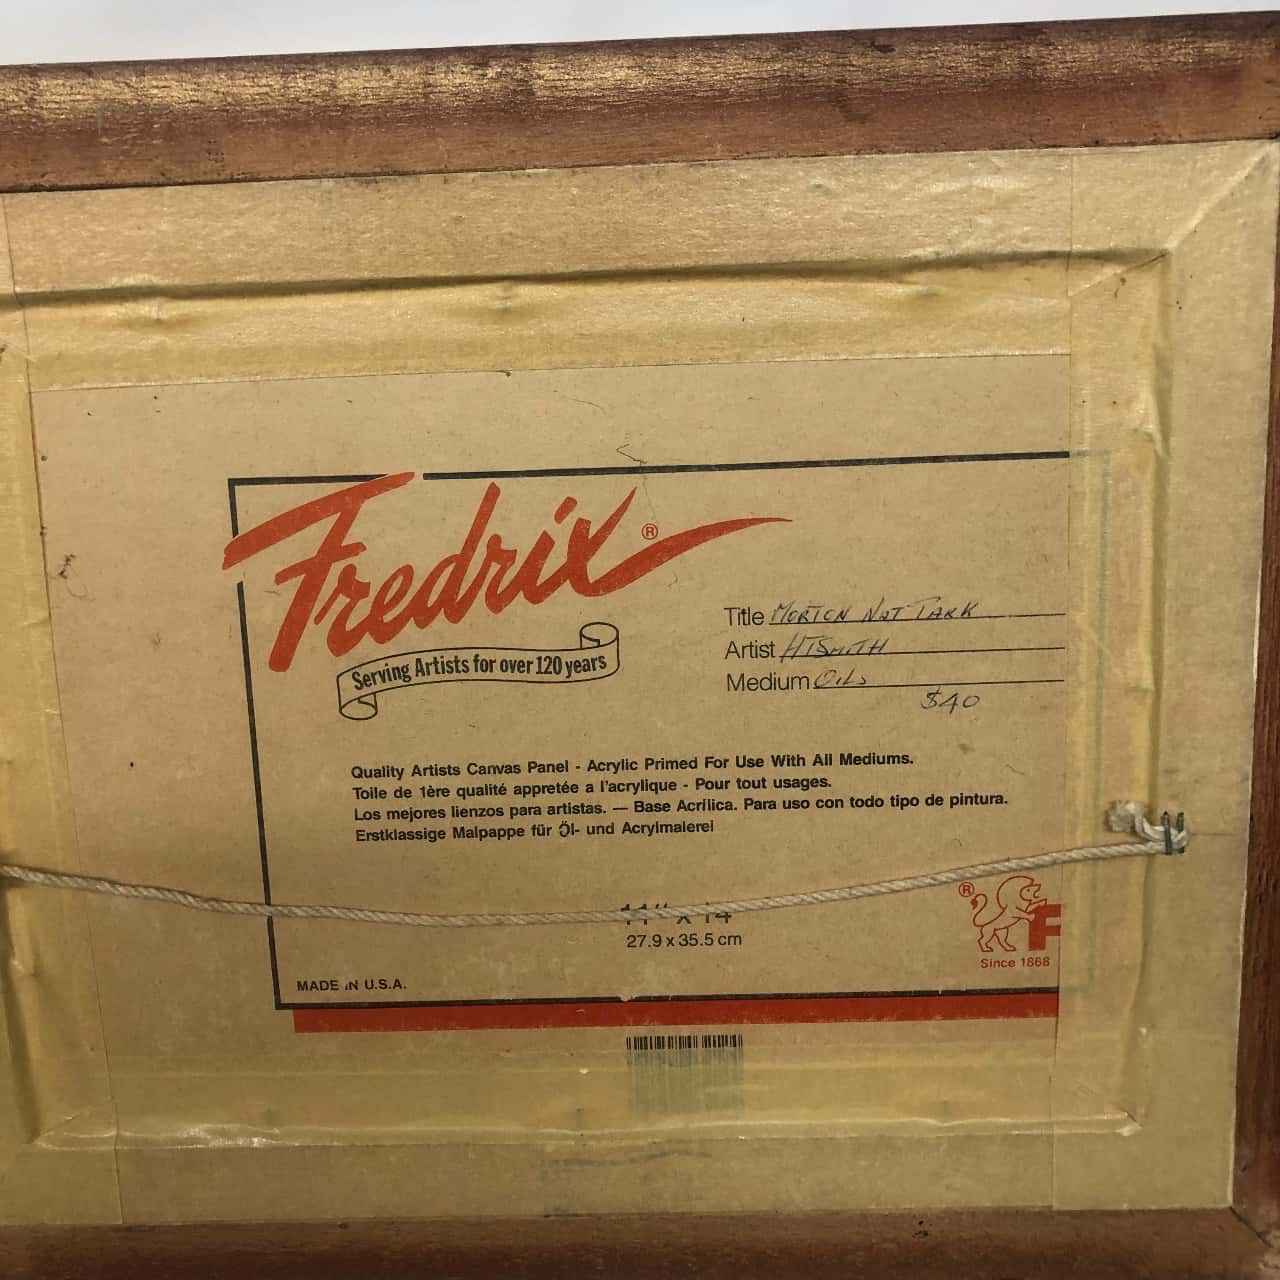 Fredrix®
Serving Artists for over 120 years
Title MORTON NAT PARK
Artist HTSMITH
Medium Oils
$40
Quality Artists Canvas Panel - Acrylic Primed For Use With All Mediums.
Toile de 1ère qualité appretée a l'acrylique - Pour tout usages.
Los mejores lienzos para artistas. — Base Acrílica. Para uso con todo tipo de pintura.
Erstklassige Malpappe für Öl- und Acrylmalerei
11" x 14"
27.9 x 35.5 cm
® F
Since 1868
MADE IN U.S.A.